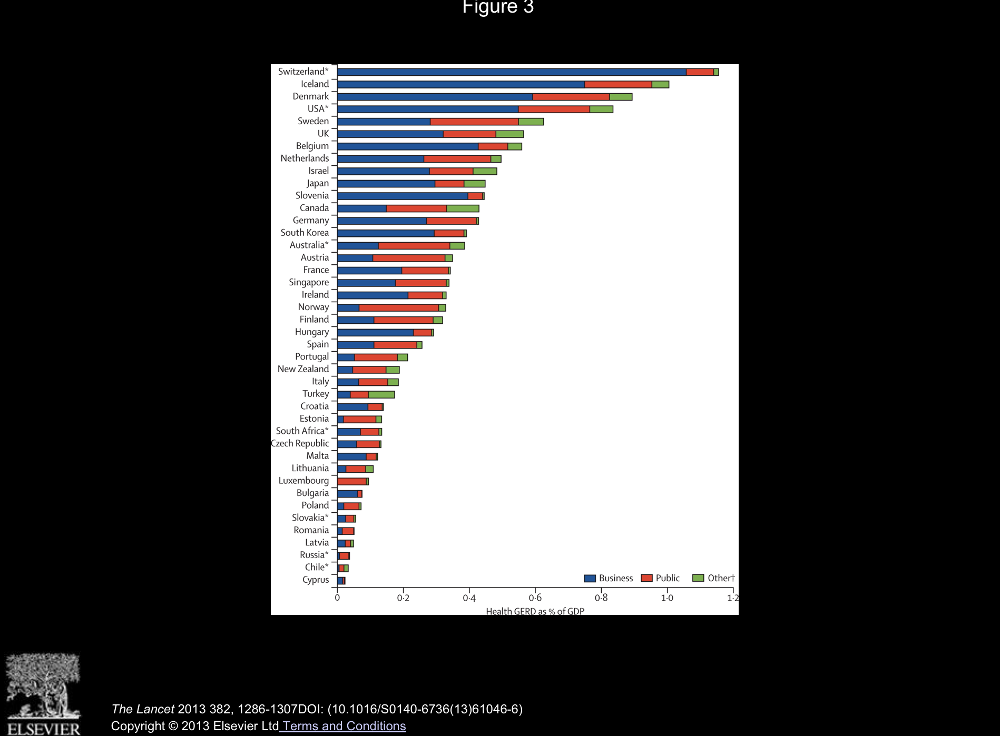 Figure 3
Switzerland*
Iceland
Denmark
USA*
Sweden
UK
Belgium
Netherlands
Israel
Japan
Slovenia
Canada
Germany
South Korea
Australia*
Austria
France
Singapore
Ireland
Norway
Finland
Hungary
Spain
Portugal
New Zealand
Italy
Turkey
Croatia
Estonia
South Africa*
Czech Republic
Malta
Lithuania
Luxembourg
Bulgaria
Poland
Slovakia*
Romania
Latvia
Russia*
Chile*
Cyprus
Business Public Other†
0 0·2 0·4 0·6 0·8 1·0 1·2
Health GERD as % of GDP
The Lancet 2013 382, 1286-1307DOI: (10.1016/S0140-6736(13)61046-6)
Copyright © 2013 Elsevier Ltd Terms and Conditions
ELSEVIER